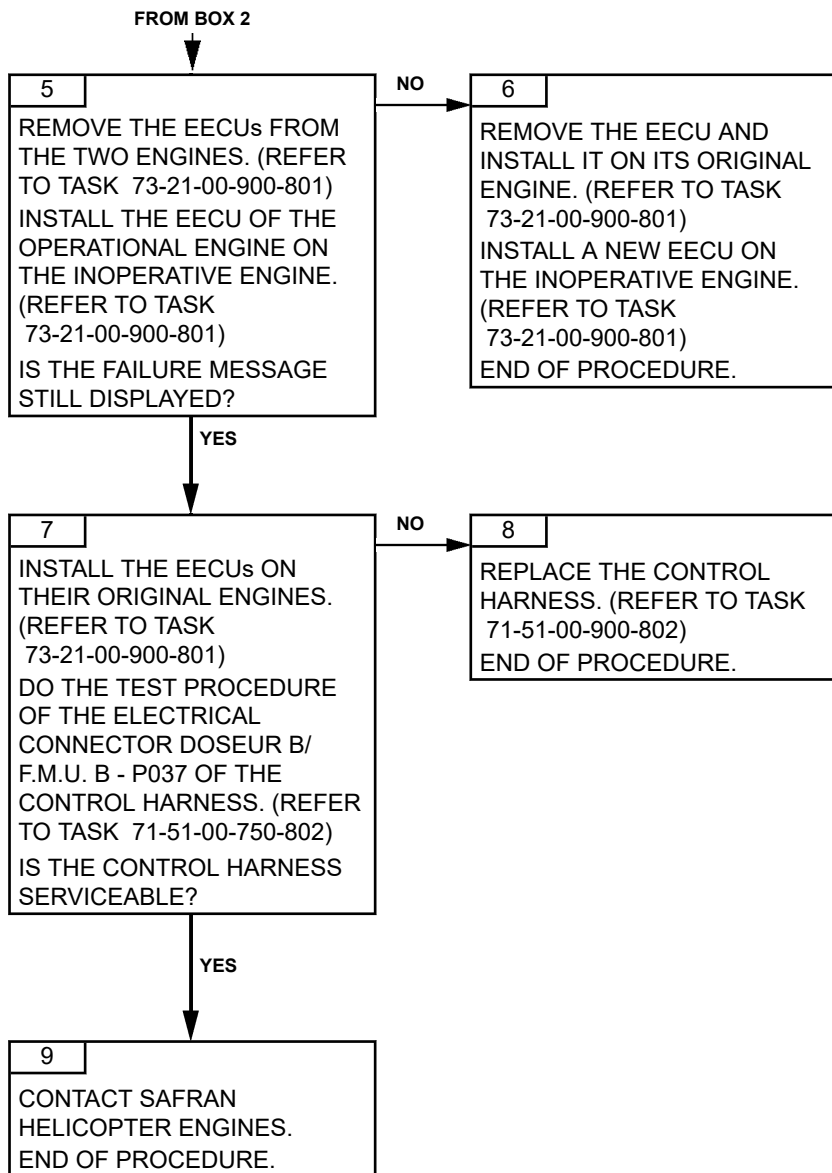 FROM BOX 2
5
REMOVE THE EECUs FROM
THE TWO ENGINES. (REFER
TO TASK 73-21-00-900-801)
INSTALL THE EECU OF THE
OPERATIONAL ENGINE ON
THE INOPERATIVE ENGINE.
(REFER TO TASK
73-21-00-900-801)
IS THE FAILURE MESSAGE
STILL DISPLAYED?
NO
6
REMOVE THE EECU AND
INSTALL IT ON ITS ORIGINAL
ENGINE. (REFER TO TASK
73-21-00-900-801)
INSTALL A NEW EECU ON
THE INOPERATIVE ENGINE.
(REFER TO TASK
73-21-00-900-801)
END OF PROCEDURE.
YES
7
INSTALL THE EECUs ON
THEIR ORIGINAL ENGINES.
(REFER TO TASK
73-21-00-900-801)
DO THE TEST PROCEDURE
OF THE ELECTRICAL
CONNECTOR DOSEUR B/
F.M.U. B - P037 OF THE
CONTROL HARNESS. (REFER
TO TASK 71-51-00-750-802)
IS THE CONTROL HARNESS
SERVICEABLE?
NO
8
REPLACE THE CONTROL
HARNESS. (REFER TO TASK
71-51-00-900-802)
END OF PROCEDURE.
YES
9
CONTACT SAFRAN
HELICOPTER ENGINES.
END OF PROCEDURE.